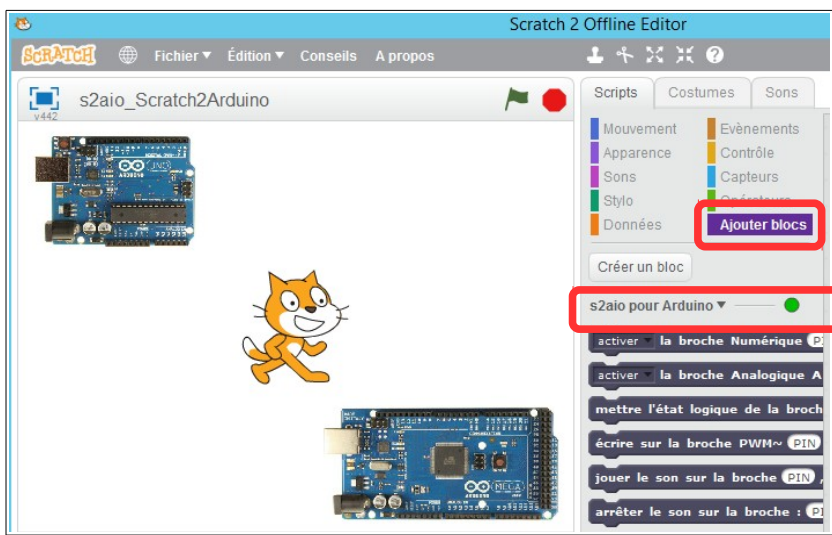 Scratch 2 Offline Editor
SCRATCH Fichier Édition Conseils A propos
v442 s2aio_Scratch2Arduino
Scripts Costumes Sons
Mouvement Evènements
Apparence Contrôle
Sons Capteurs
Stylo Opérateurs
Données Ajouter blocs
Créer un bloc
s2aio pour Arduino
activer la broche Numérique
activer la broche Analogique A
mettre l'état logique de la broch
écrire sur la broche PWM~ PIN
jouer le son sur la broche PIN ,
arrêter le son sur la broche :
UNO
ARDUINO
MEGA